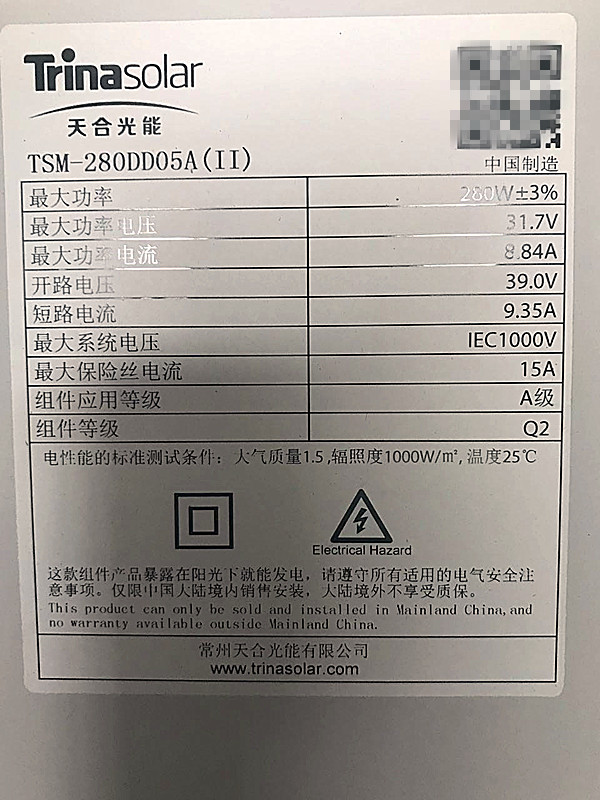 Trinasolar
天合光能
TSM-280DD05A(II)
中国制造
最大功率 280W±3%
最大功率电压 31.7V
最大功率电流 8.84A
开路电压 39.0V
短路电流 9.35A
最大系统电压 IEC1000V
最大保险丝电流 15A
组件应用等级 A级
组件等级 Q2
电性能的标准测试条件：大气质量1.5,辐照度1000W/m²,温度25℃
Electrical Hazard
这款组件产品暴露在阳光下就能发电，请遵守所有适用的电气安全注
意事项。仅限中国大陆境内销售安装，大陆境外不享受质保。
This product can only be sold and installed in Mainland China,and
no warranty available outside Mainland China.
常州天合光能有限公司
www.trinasolar.com